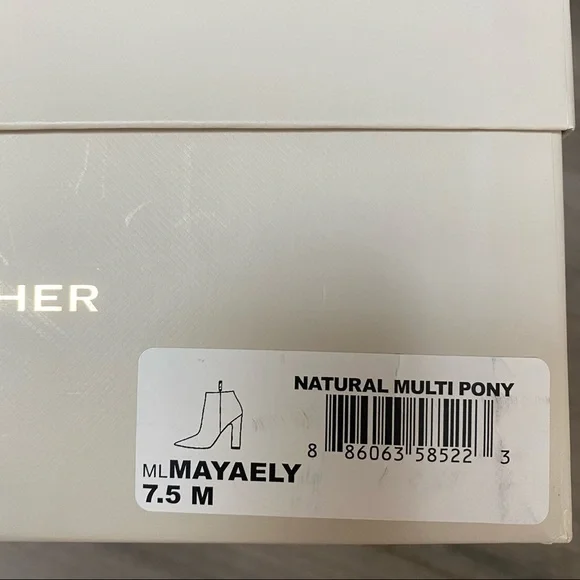 HER
NATURAL MULTI PONY
8 86063 58522 3
MLMAYAELY
7.5 M